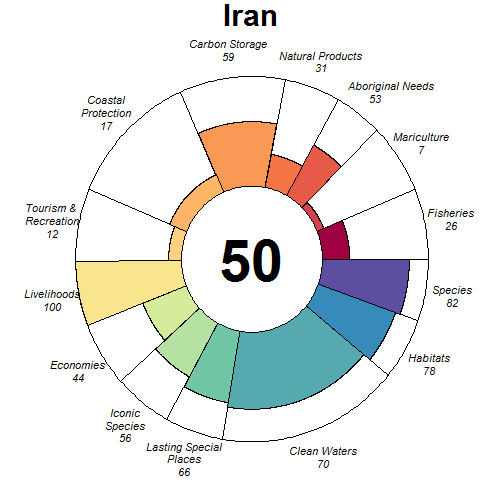 Iran
Carbon Storage
59
Natural Products
31
Aboriginal Needs
53
Mariculture
7
Fisheries
26
Species
82
Habitats
78
Clean Waters
70
Lasting Special
Places
66
Iconic
Species
56
Economies
44
Livelihoods
100
Tourism &
Recreation
12
Coastal
Protection
17
50